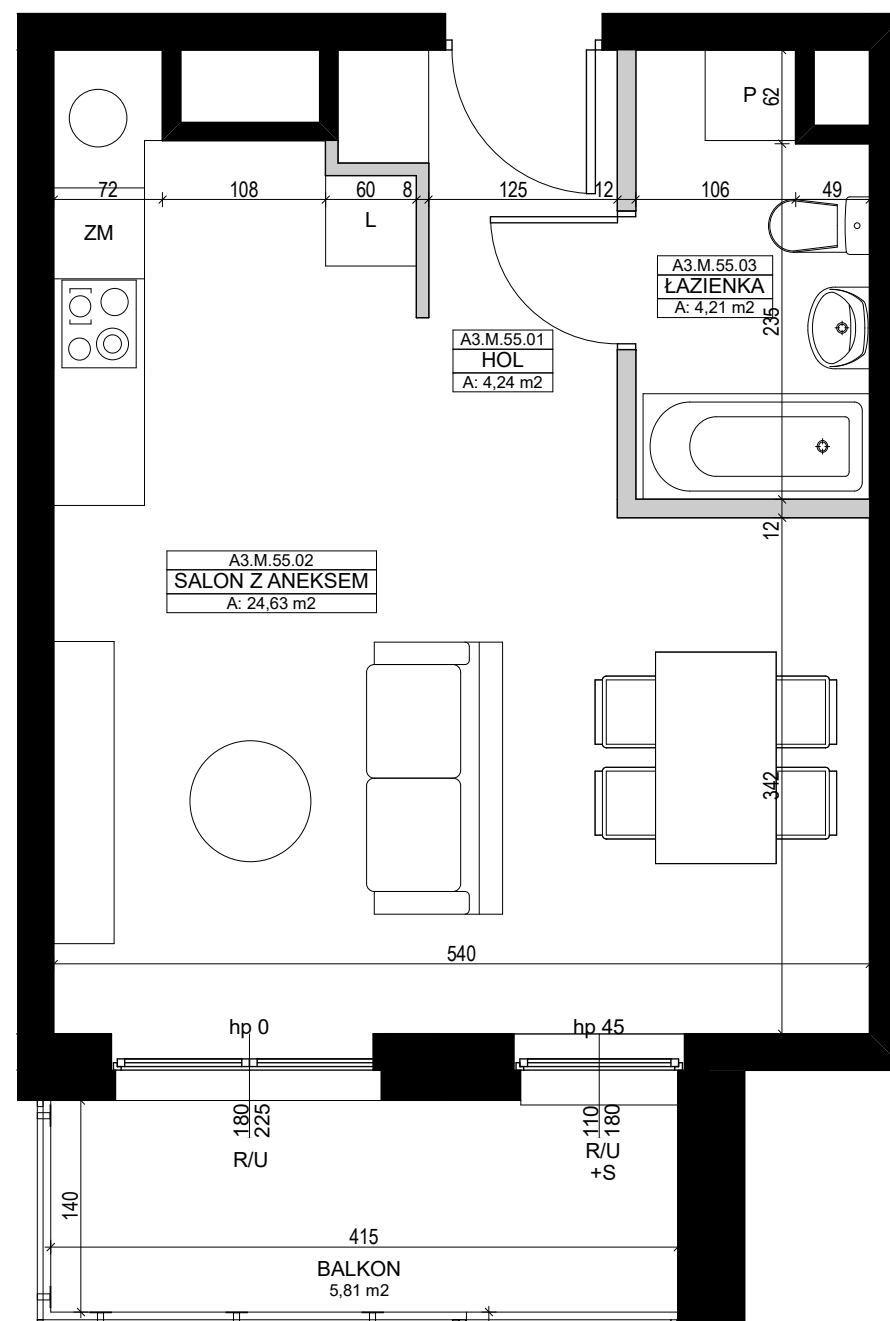 P
62
72
108
60
8
125
12
106
49
ZM
L
A3.M.55.03
ŁAZIENKA
A: 4,21 m2
235
A3.M.55.01
HOL
A: 4,24 m2
12
A3.M.55.02
SALON Z ANEKSEM
A: 24,63 m2
342
540
hp 0
hp 45
180
225
110
180
R/U
R/U
+S
140
415
BALKON
5,81 m2